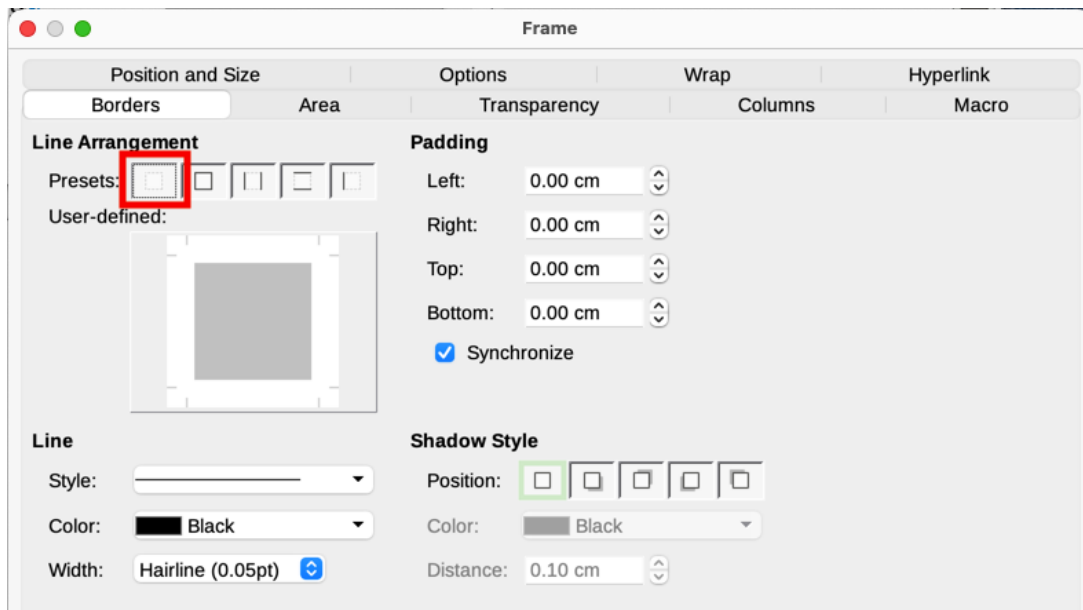 Frame
Position and Size Options Wrap Hyperlink
Borders Area Transparency Columns Macro
Line Arrangement
Presets:
User-defined:
Padding
Left: 0.00 cm
Right: 0.00 cm
Top: 0.00 cm
Bottom: 0.00 cm
Synchronize
Line
Style:
Color: Black
Width: Hairline (0.05pt)
Shadow Style
Position:
Color: Black
Distance: 0.10 cm